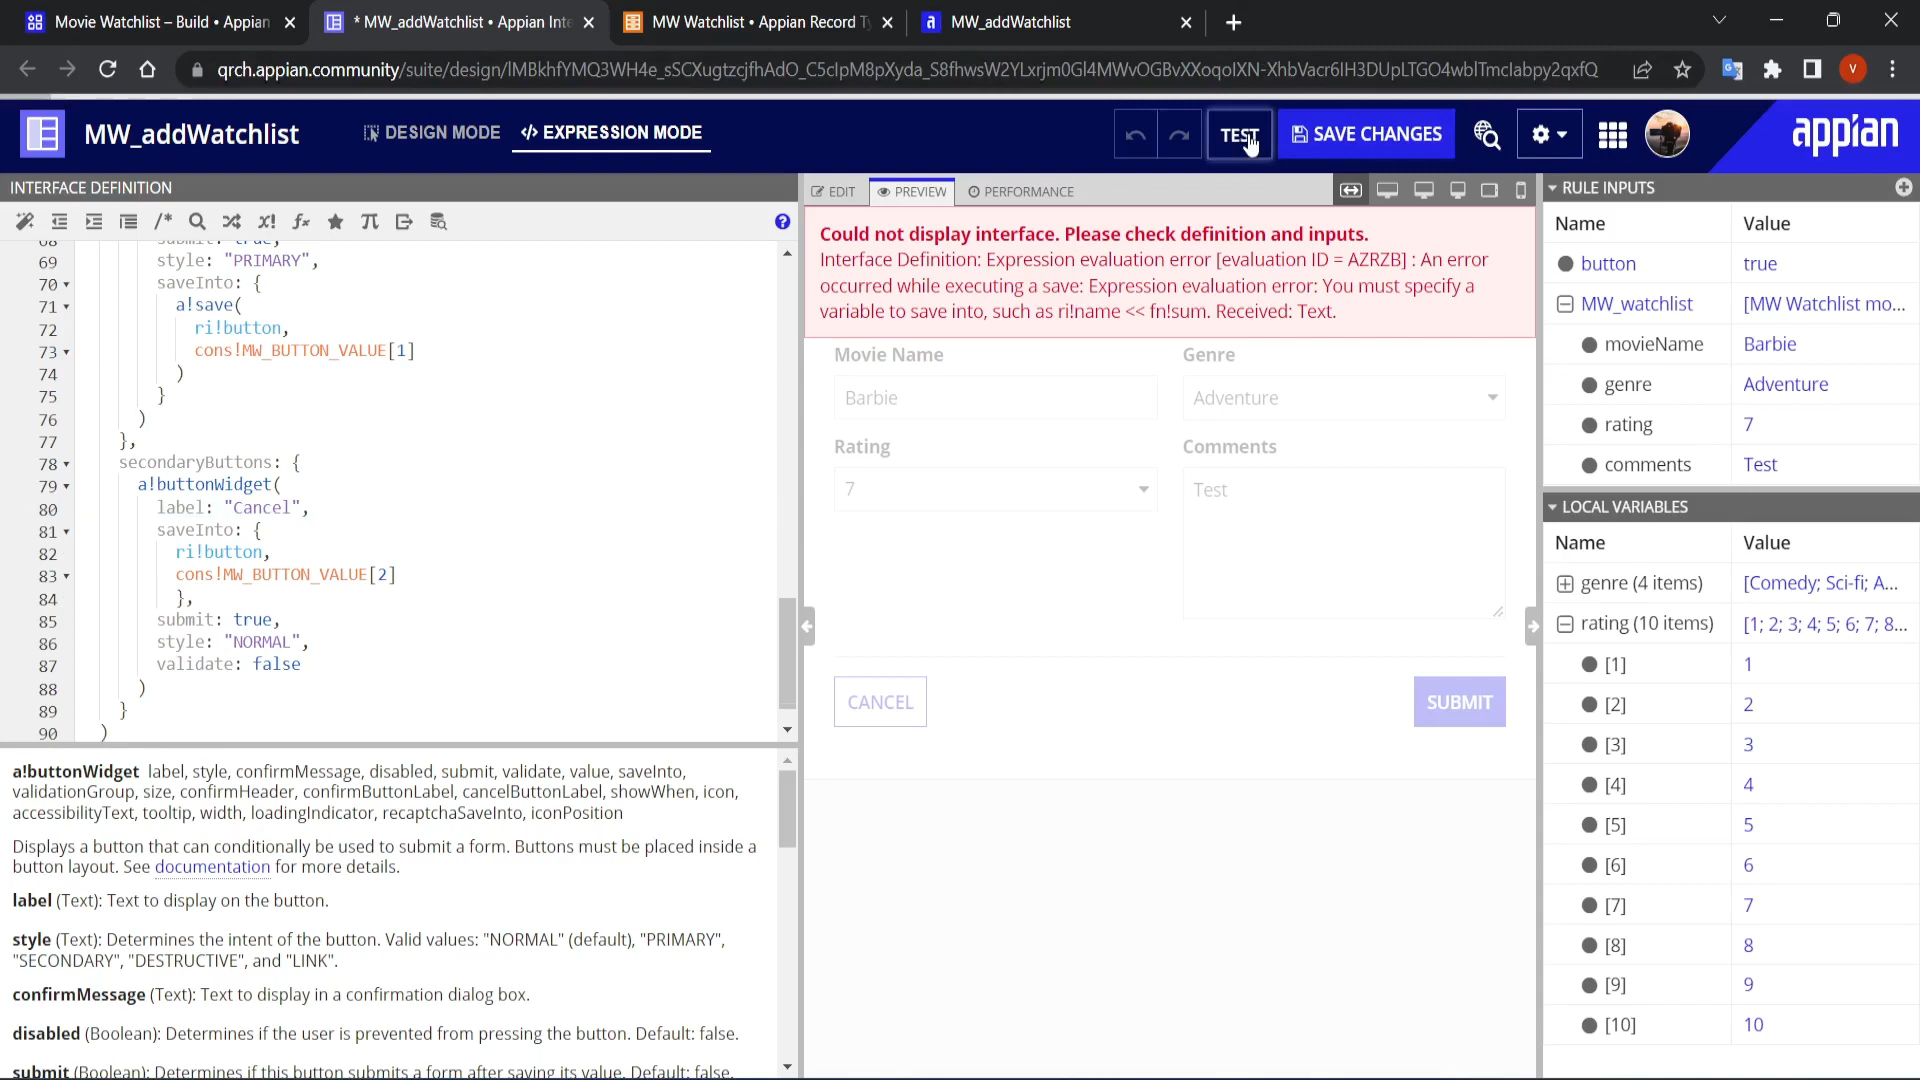 Movie Watchlist – Build • Appian
* MW_addWatchlist • Appian Inte
MW Watchlist • Appian Record Ty
MW_addWatchlist
qrch.appian.community/suite/design/
MW_addWatchlist
DESIGN MODE
</> EXPRESSION MODE
TEST
SAVE CHANGES
appian
INTERFACE DEFINITION
EDIT
PREVIEW
PERFORMANCE
RULE INPUTS
69 style: "PRIMARY",
70 saveInto: {
71 a!save(
72 ri!button,
73 cons!MW_BUTTON_VALUE[1]
74 )
75 }
76 )
77 },
78 secondaryButtons: {
79 a!buttonWidget(
80 label: "Cancel",
81 saveInto: {
82 ri!button,
83 cons!MW_BUTTON_VALUE[2]
84 },
85 submit: true,
86 style: "NORMAL",
87 validate: false
88 )
89 }
90 )
a!buttonWidget label, style, confirmMessage, disabled, submit, validate, value, saveInto,
validationGroup, size, confirmHeader, confirmButtonLabel, cancelButtonLabel, showWhen, icon,
accessibilityText, tooltip, width, loadingIndicator, recaptchaSaveInto, iconPosition
Displays a button that can conditionally be used to submit a form. Buttons must be placed inside a
button layout. See documentation for more details.
label (Text): Text to display on the button.
style (Text): Determines the intent of the button. Valid values: "NORMAL" (default), "PRIMARY",
"SECONDARY", "DESTRUCTIVE", and "LINK".
confirmMessage (Text): Text to display in a confirmation dialog box.
disabled (Boolean): Determines if the user is prevented from pressing the button. Default: false.
submit (Boolean): Determines if this button submits a form after saving its value. Default: false.
Could not display interface. Please check definition and inputs.
Interface Definition: Expression evaluation error [evaluation ID = AZRZB] : An error
occurred while executing a save: Expression evaluation error: You must specify a
variable to save into, such as ri!name << fn!sum. Received: Text.
Movie Name
Genre
Barbie
Adventure
Rating
Comments
7
Test
CANCEL
SUBMIT
Name Value
button true
MW_watchlist [MW Watchlist mo...
movieName Barbie
genre Adventure
rating 7
comments Test
LOCAL VARIABLES
Name Value
genre (4 items) [Comedy; Sci-fi; A...
rating (10 items) [1; 2; 3; 4; 5; 6; 7; 8...
[1] 1
[2] 2
[3] 3
[4] 4
[5] 5
[6] 6
[7] 7
[8] 8
[9] 9
[10] 10